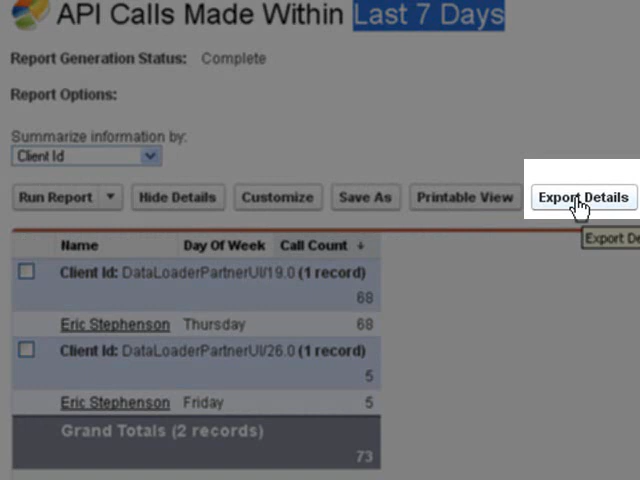 API Calls Made Within Last 7 Days
Report Generation Status: Complete
Report Options:
Summarize information by:
Client Id
Run Report Hide Details Customize Save As Printable View Export Details
Export De
Name Day Of Week Call Count
Client Id: DataLoaderPartnerUI/19.0 (1 record)
68
Eric Stephenson Thursday 68
Client Id: DataLoaderPartnerUI/26.0 (1 record)
5
Eric Stephenson Friday 5
Grand Totals (2 records)
73